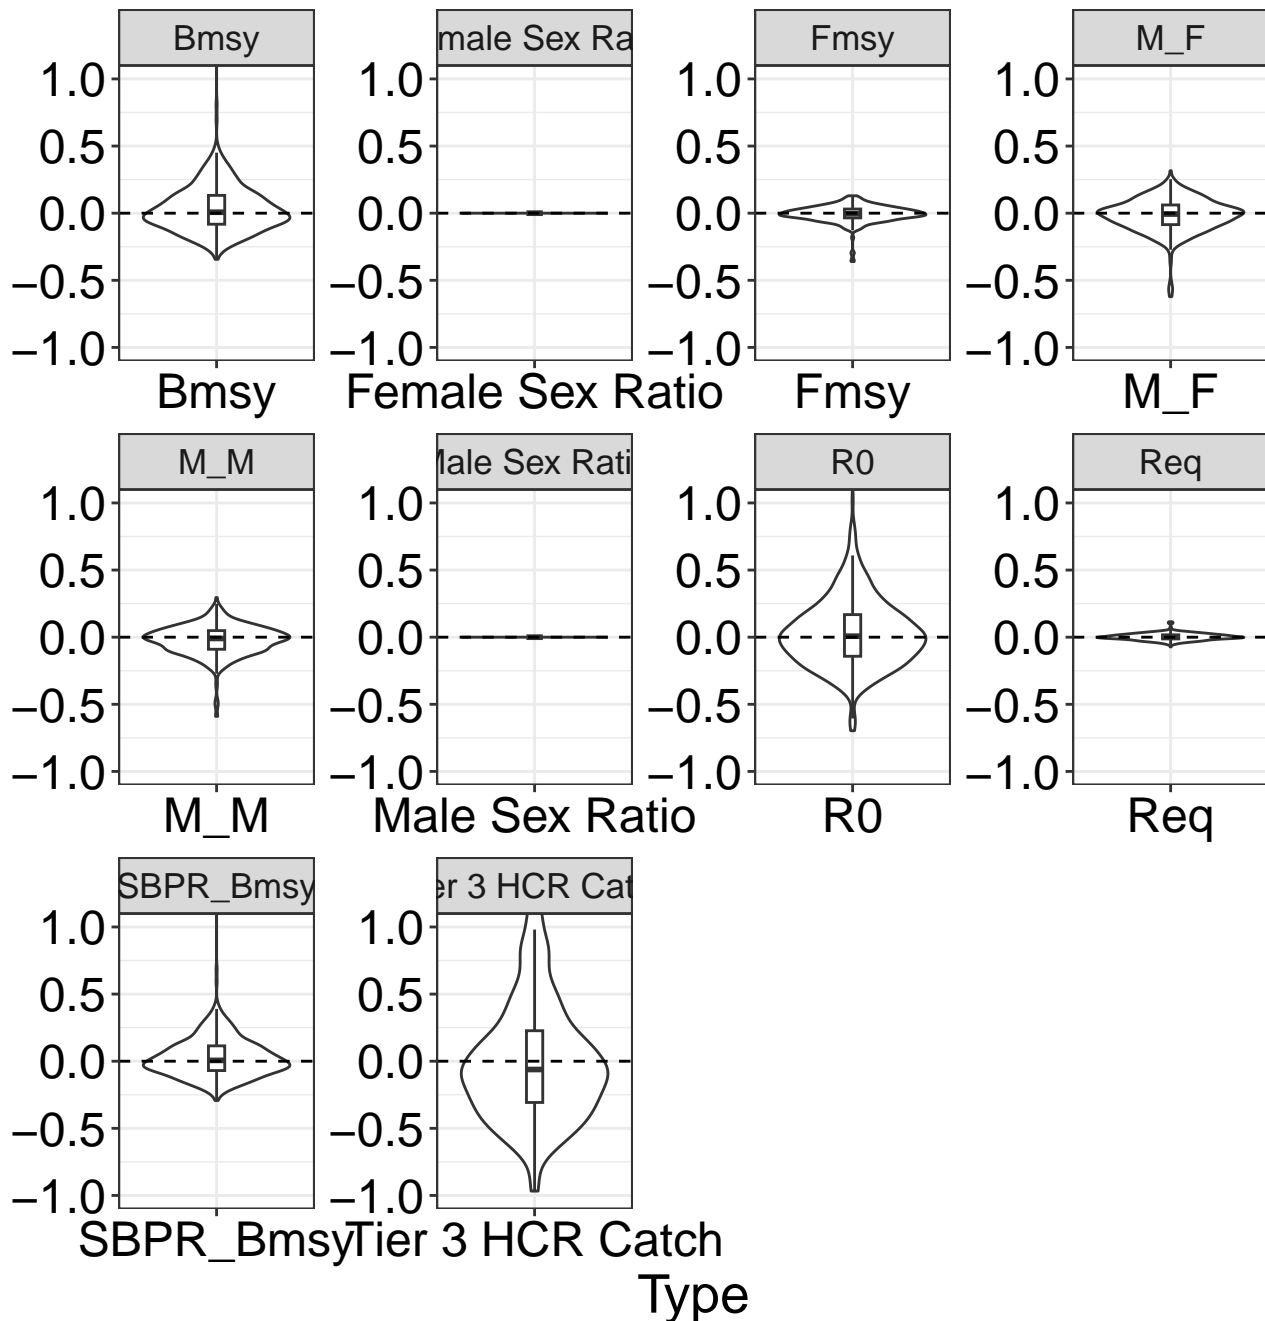 Bmsy
male Sex Ra
Fmsy
M_F
1.0
0.5
0.0
−0.5
−1.0
1.0
0.5
0.0
−0.5
−1.0
1.0
0.5
0.0
−0.5
−1.0
1.0
0.5
0.0
−0.5
−1.0
Bmsy
Female Sex Ratio
Fmsy
M_F
M_M
Male Sex Rati
R0
Req
1.0
0.5
0.0
−0.5
−1.0
1.0
0.5
0.0
−0.5
−1.0
1.0
0.5
0.0
−0.5
−1.0
1.0
0.5
0.0
−0.5
−1.0
M_M
Male Sex Ratio
R0
Req
SBPR_Bmsy
er 3 HCR Cat
1.0
0.5
0.0
−0.5
−1.0
1.0
0.5
0.0
−0.5
−1.0
SBPR_Bmsy
Tier 3 HCR Catch
Type